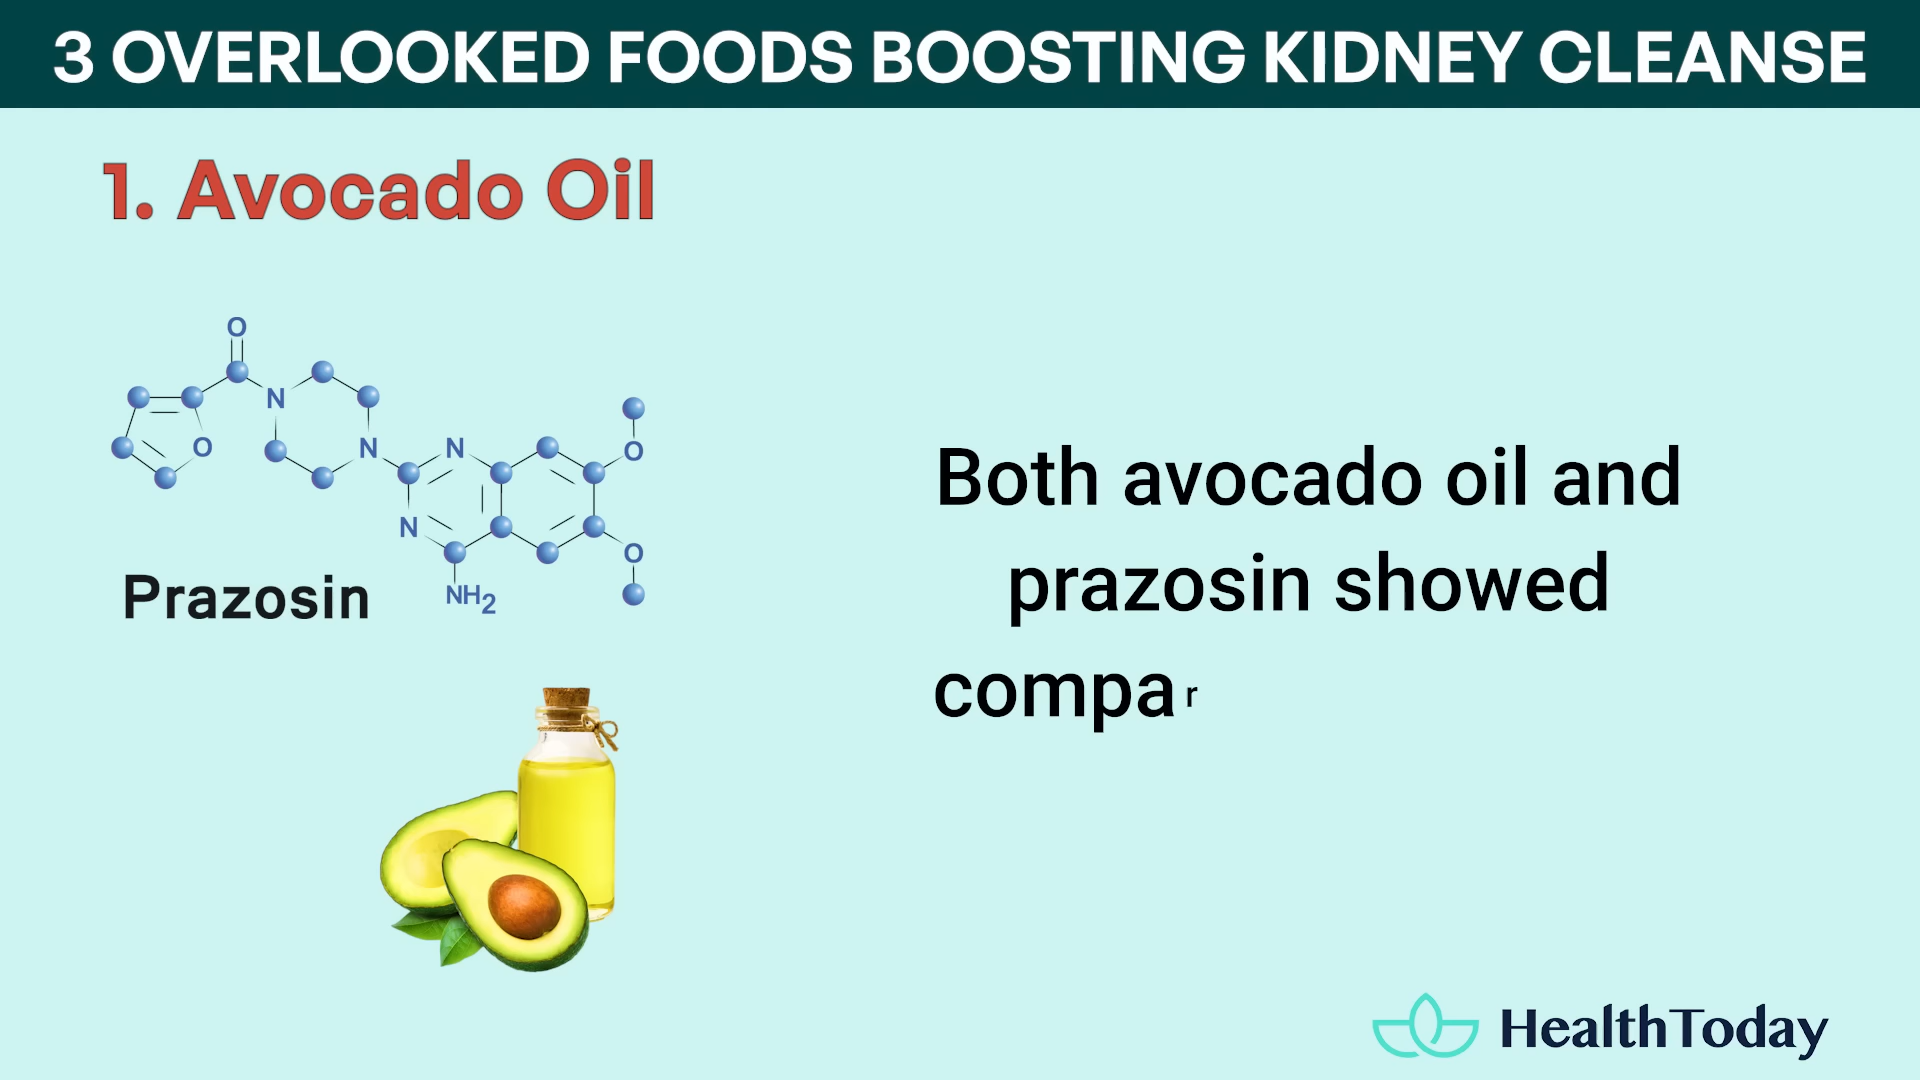 3 OVERLOOKED FOODS BOOSTING KIDNEY CLEANSE
1. Avocado Oil
O
N
O
N
N
O
N
O
NH2
Prazosin
Both avocado oil and
prazosin showed
compar
HealthToday